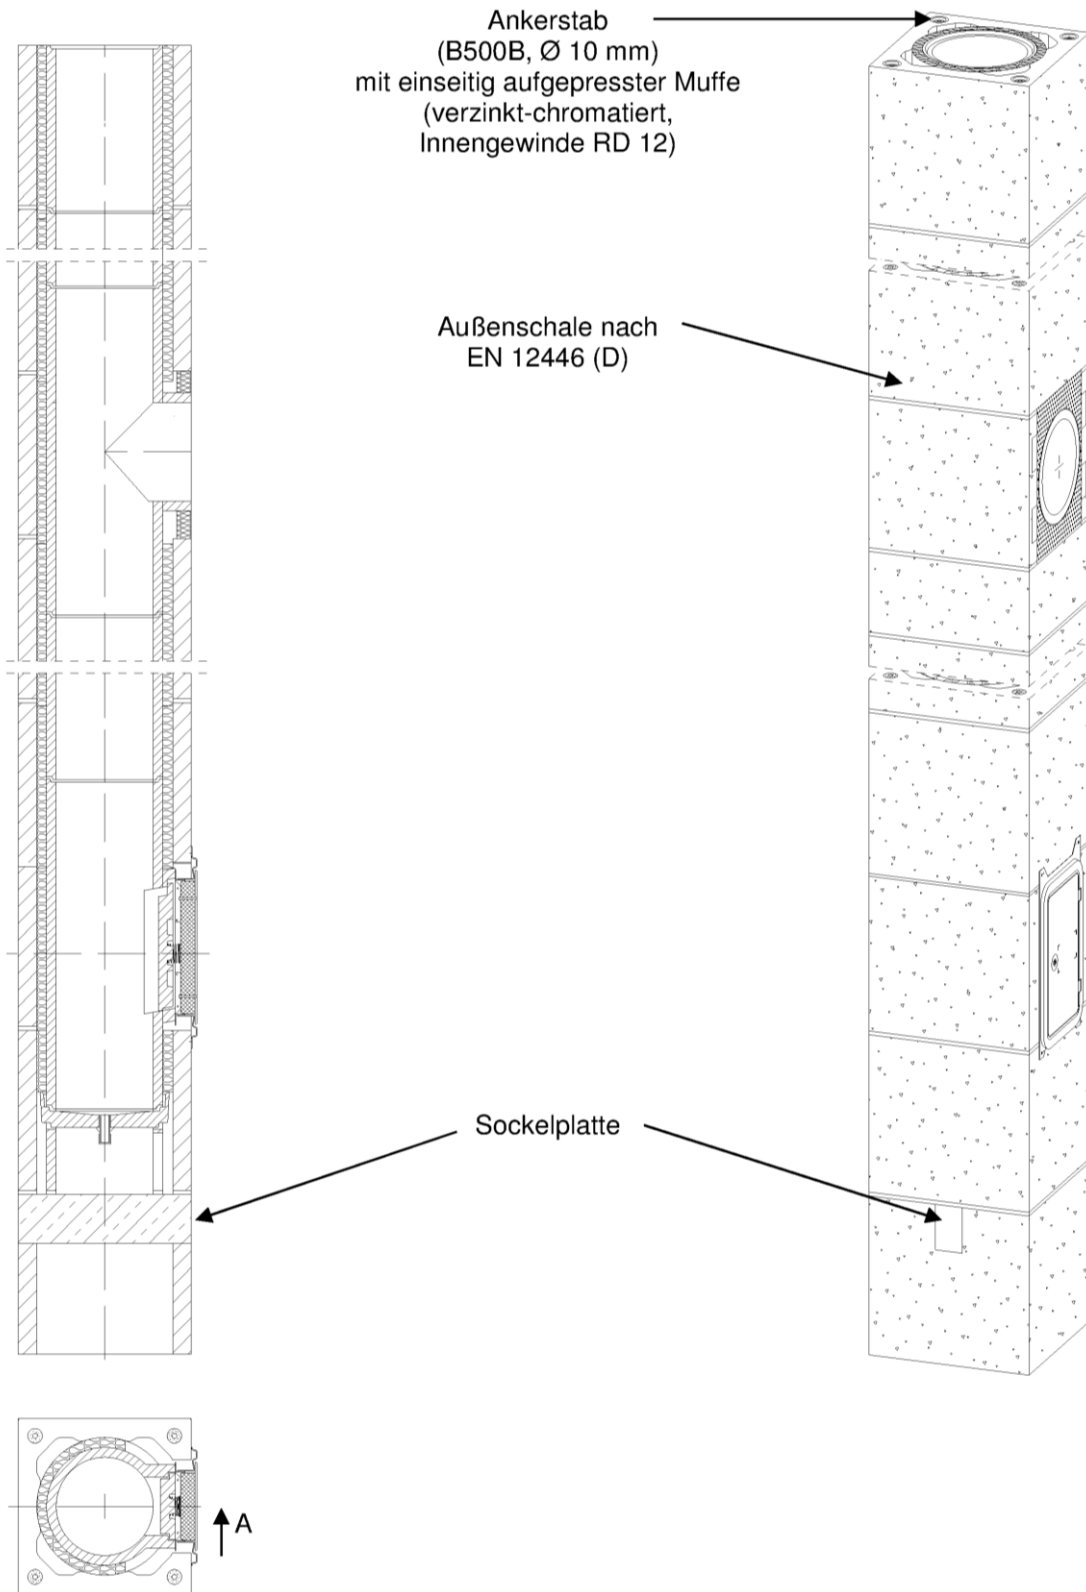 Ankerstab
(B500B, Ø 10 mm)
mit einseitig aufgepresster Muffe
(verzinkt-chromatiert,
Innengewinde RD 12)
Außenschale nach
EN 12446 (D)
Sockelplatte
A